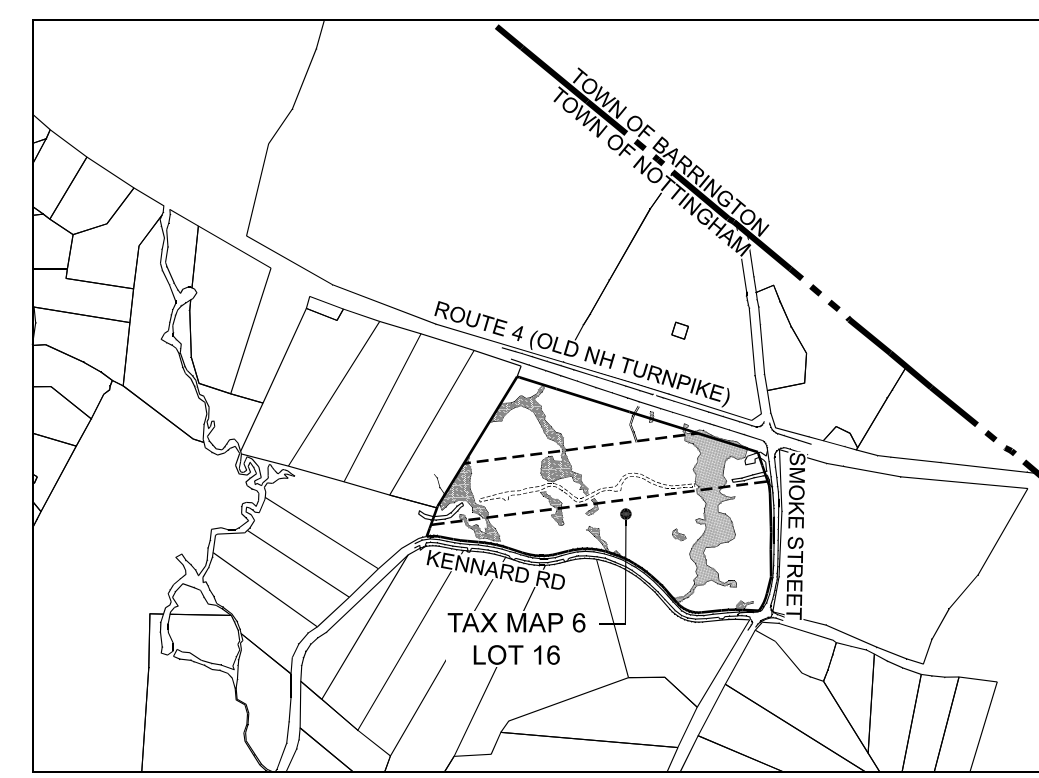 TOWN OF BARRINGTON
TOWN OF NOTTINGHAM
ROUTE 4 (OLD NH TURNPIKE)
SMOKE STREET
KENNARD RD
TAX MAP 6
LOT 16